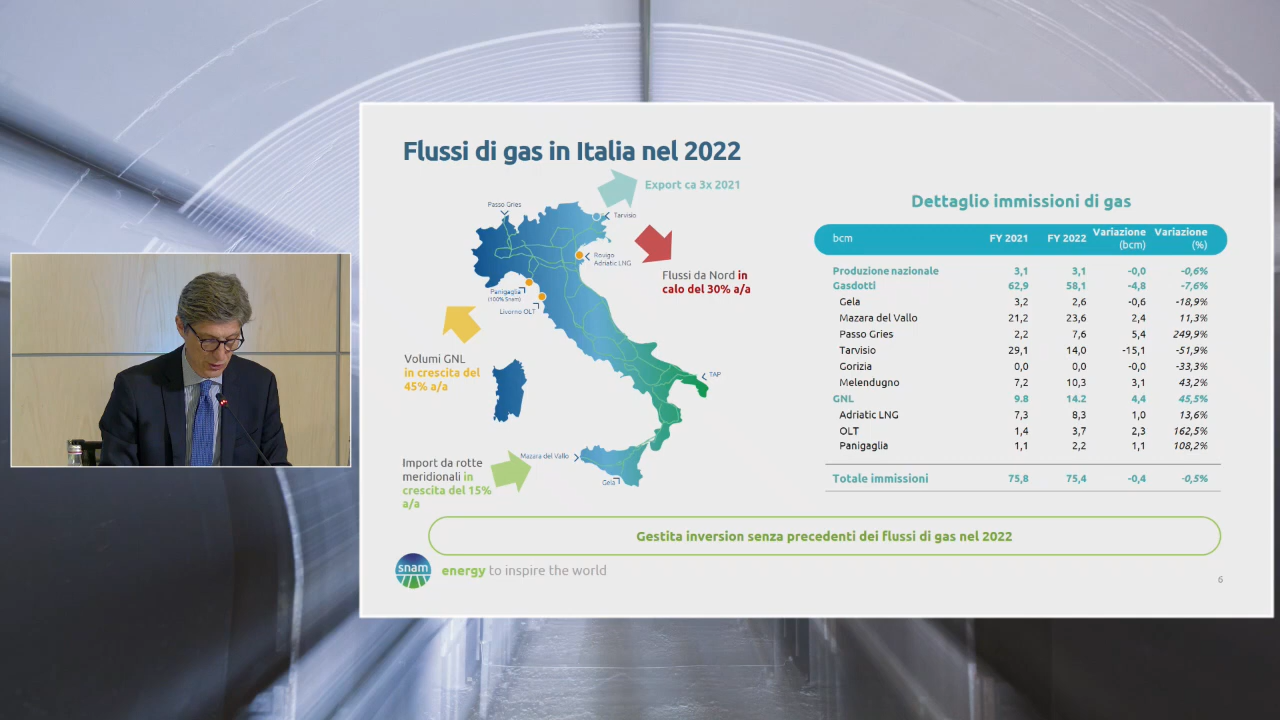 Flussi di gas in Italia nel 2022
Export ca 3x 2021
Passo Gries
Tarvisio
Rovigo
Adriatic LNG
Flussi da Nord in
calo del 30% a/a
Panigaglia
(100% Snam)
Livorno OLT
Volumi GNL
in crescita del
45% a/a
TAP
Import da rotte
meridionali in
crescita del 15%
a/a
Mazara del Vallo
Gela
Dettaglio immissioni di gas
bcm FY 2021 FY 2022 Variazione (bcm) Variazione (%)
Produzione nazionale 3,1 3,1 -0,0 -0,6%
Gasdotti 62,9 58,1 -4,8 -7,6%
Gela 3,2 2,6 -0,6 -18,9%
Mazara del Vallo 21,2 23,6 2,4 11,3%
Passo Gries 2,2 7,6 5,4 249,9%
Tarvisio 29,1 14,0 -15,1 -51,9%
Gorizia 0,0 0,0 -0,0 -33,3%
Melendugno 7,2 10,3 3,1 43,2%
GNL 9.8 14.2 4,4 45,5%
Adriatic LNG 7,3 8,3 1,0 13,6%
OLT 1,4 3,7 2,3 162,5%
Panigaglia 1,1 2,2 1,1 108,2%
Totale immissioni 75,8 75,4 -0,4 -0,5%
Gestita inversion senza precedenti dei flussi di gas nel 2022
snam
energy to inspire the world
6